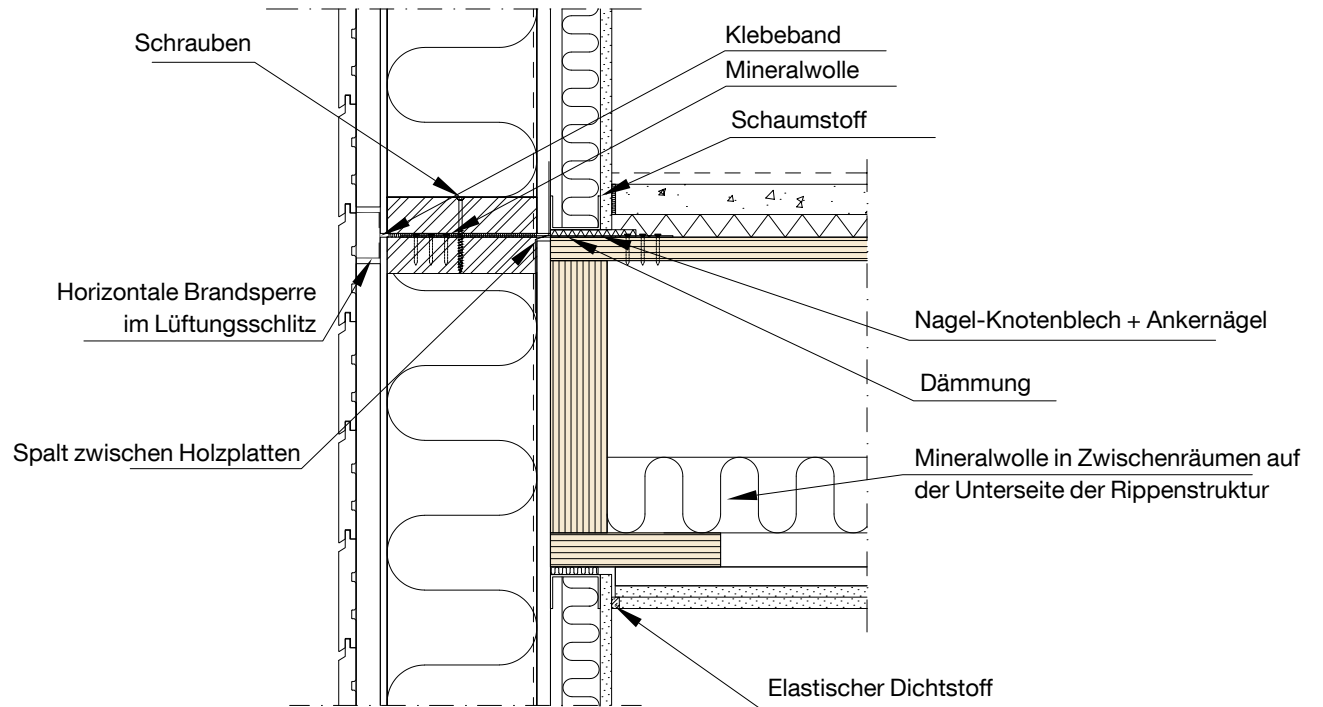 Schrauben
Klebeband
Mineralwolle
Schaumstoff
Horizontale Brandsperre
im Lüftungsschlitz
Nagel-Knotenblech + Ankernägel
Dämmung
Spalt zwischen Holzplatten
Mineralwolle in Zwischenräumen auf
der Unterseite der Rippenstruktur
Elastischer Dichtstoff